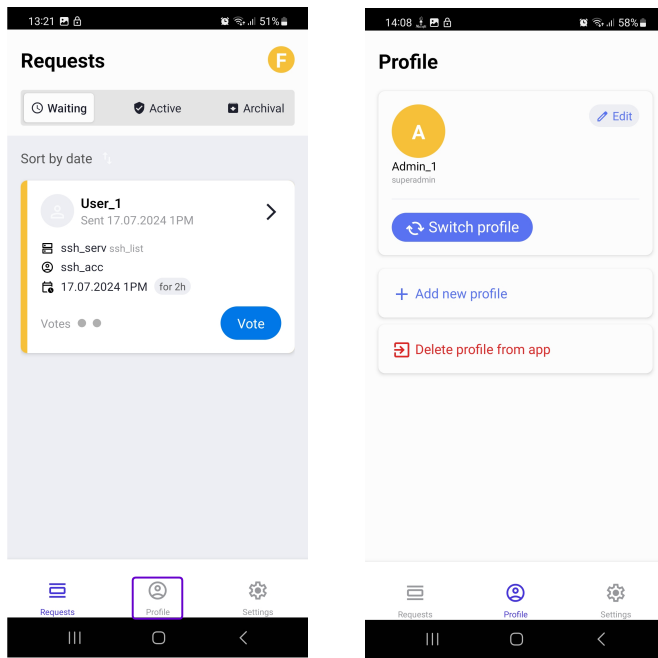 13:21 51%
Requests
F
Waiting Active Archival
Sort by date
User_1
Sent 17.07.2024 1PM
ssh_serv ssh_list
ssh_acc
17.07.2024 1PM for 2h
Votes Vote
Requests Profile Settings
14:08 58%
Profile
A
Edit
Admin_1
superadmin
Switch profile
Add new profile
Delete profile from app
Requests Profile Settings